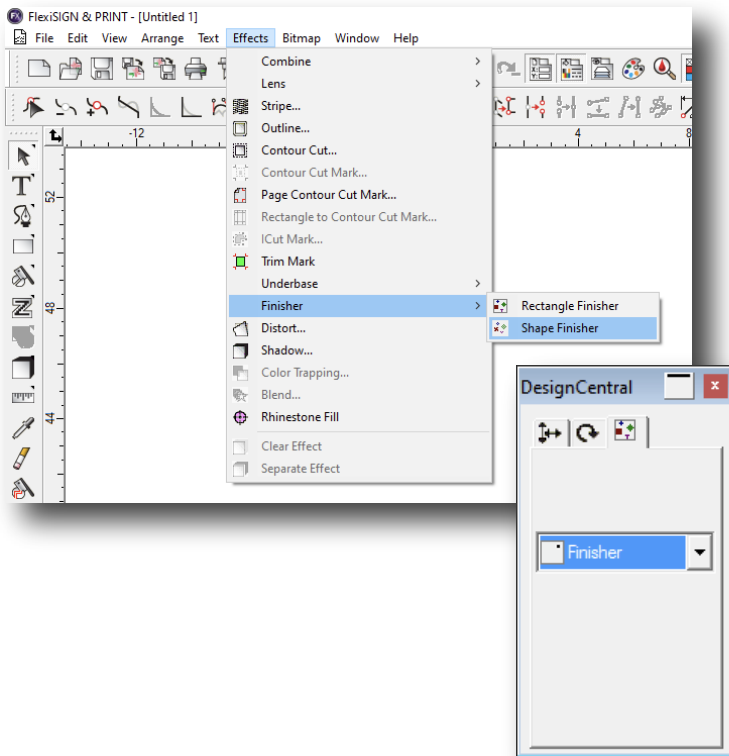 FlexiSIGN & PRINT - [Untitled 1]
File Edit View Arrange Text Effects Bitmap Window Help
Combine
Lens
Stripe...
Outline...
Contour Cut...
Contour Cut Mark...
Page Contour Cut Mark...
Rectangle to Contour Cut Mark...
ICut Mark...
Trim Mark
Underbase
Finisher
Rectangle Finisher
Shape Finisher
Distort...
Shadow...
Color Trapping...
Blend...
Rhinestone Fill
Clear Effect
Separate Effect
-12 4 8
52
48
44
DesignCentral
Finisher